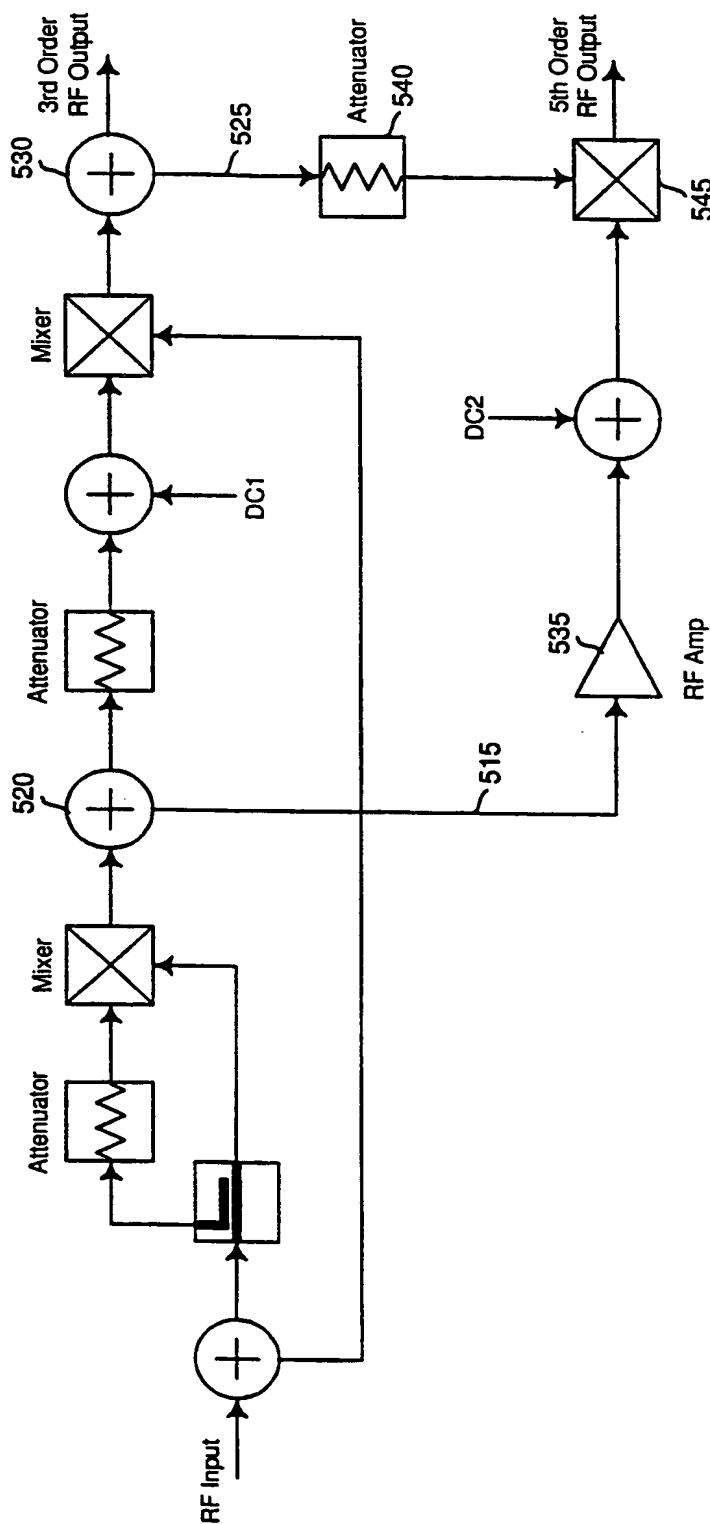 RF Input
Attenuator
Mixer
520
Attenuator
DC1
Mixer
530
3rd Order
RF Output
525
Attenuator
540
515
535
RF Amp
DC2
545
5th Order
RF Output